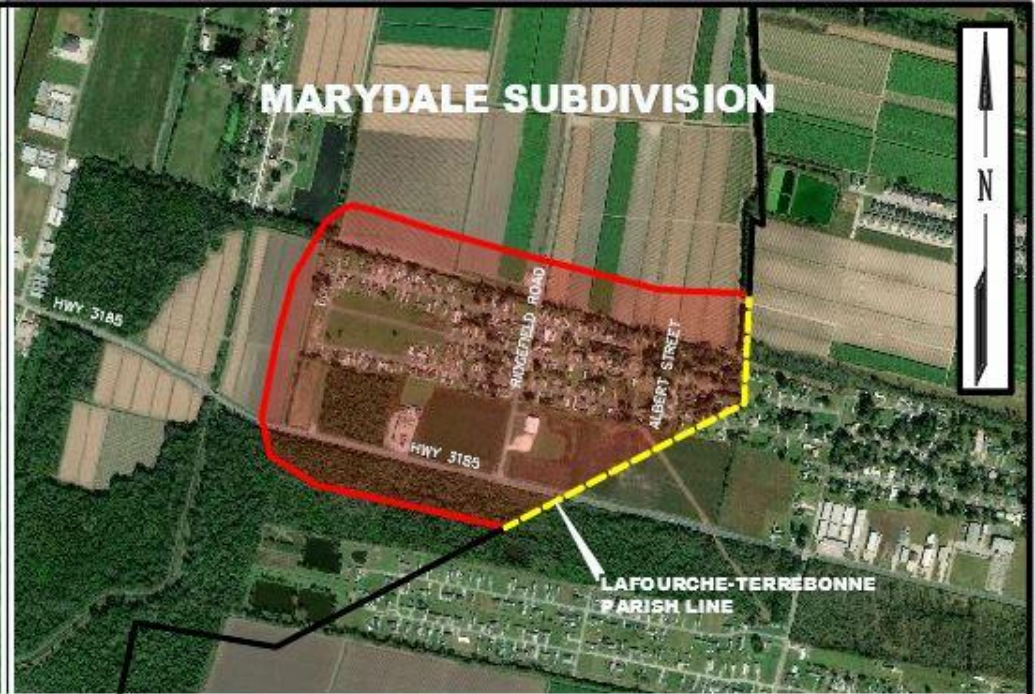 MARYDALE SUBDIVISION
N
HWY 3185
RIDGEFIELD ROAD
ALBERT STREET
HWY 3185
LAFOURCHE-TERREBONNE
PARISH LINE